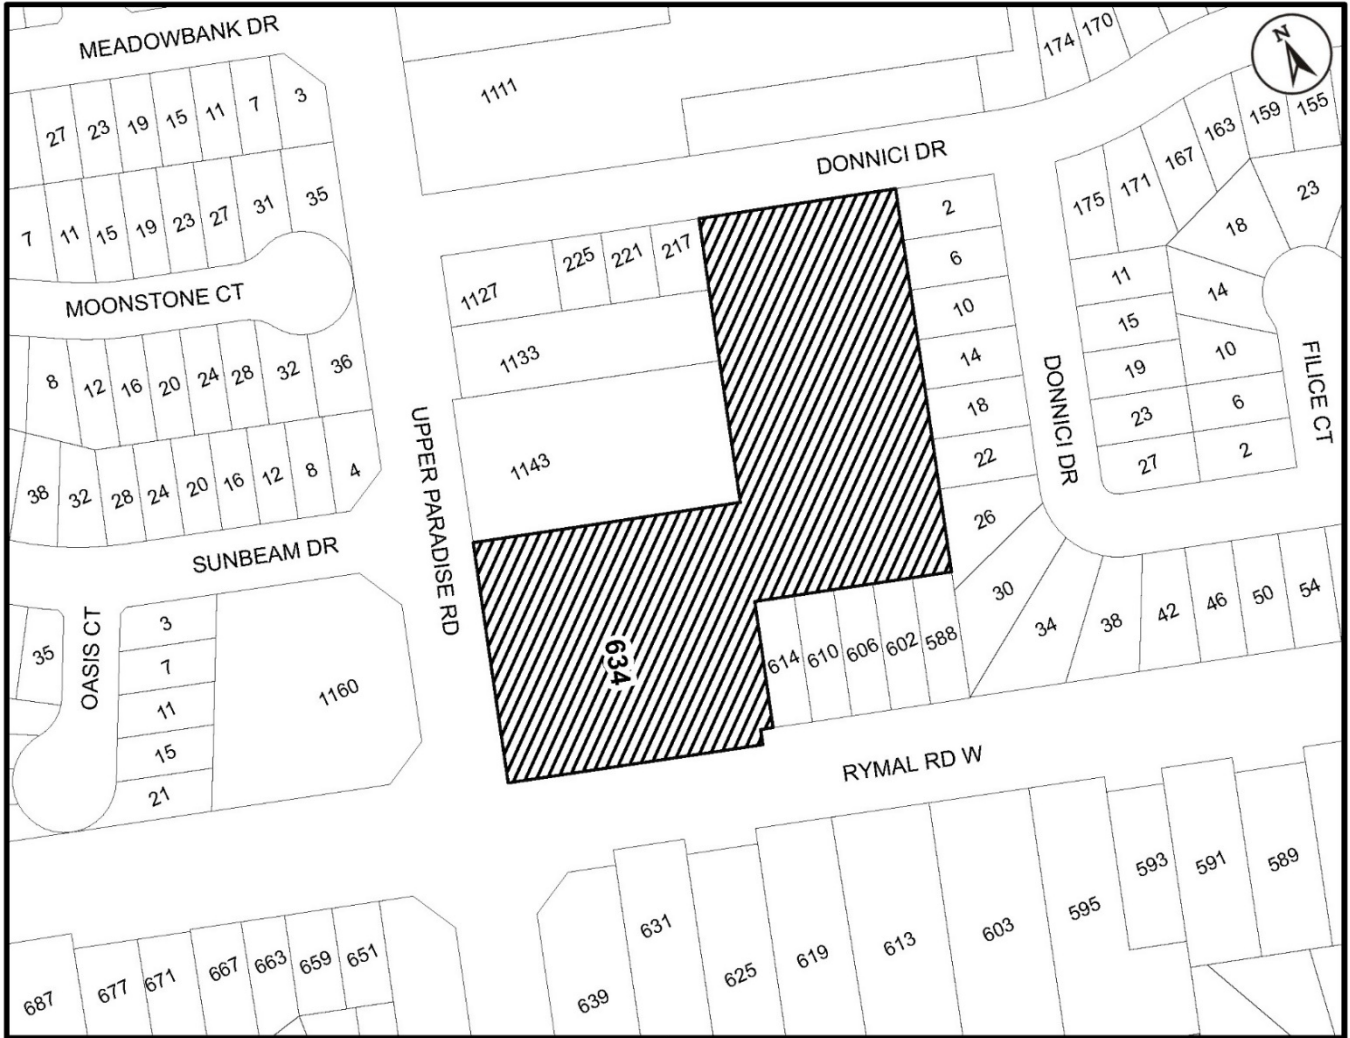 MEADOWBANK DR
27 23 19 15 11 7 3
1111
174 170
N
DONNICI DR
175 171 167 163 159 155
7 11 15 19 23 27 31 35
MOONSTONE CT
1127 225 221 217
2
6
10
14
18
22
26
30
34 38 42 46 50 54
18 23
11
15
19
23
27
14
10
6
2
DONNICI DR
FILICE CT
1133
1143
UPPER PARADISE RD
8 12 16 20 24 28 32 36
38 32 28 24 20 16 12 8 4
SUNBEAM DR
35
OASIS CT
3
7
11
15
21
1160
634
614 610 606 602 588
RYMAL RD W
687 677 671 667 663 659 651
639 631 625 619 613 603 595 593 591 589